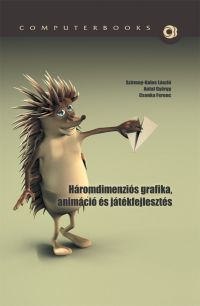 COMPUTERBOOKS
Szirmay-Kalos László
Antal György
Csonka Ferenc
Háromdimenziós grafika,
animáció és játékfejlesztés